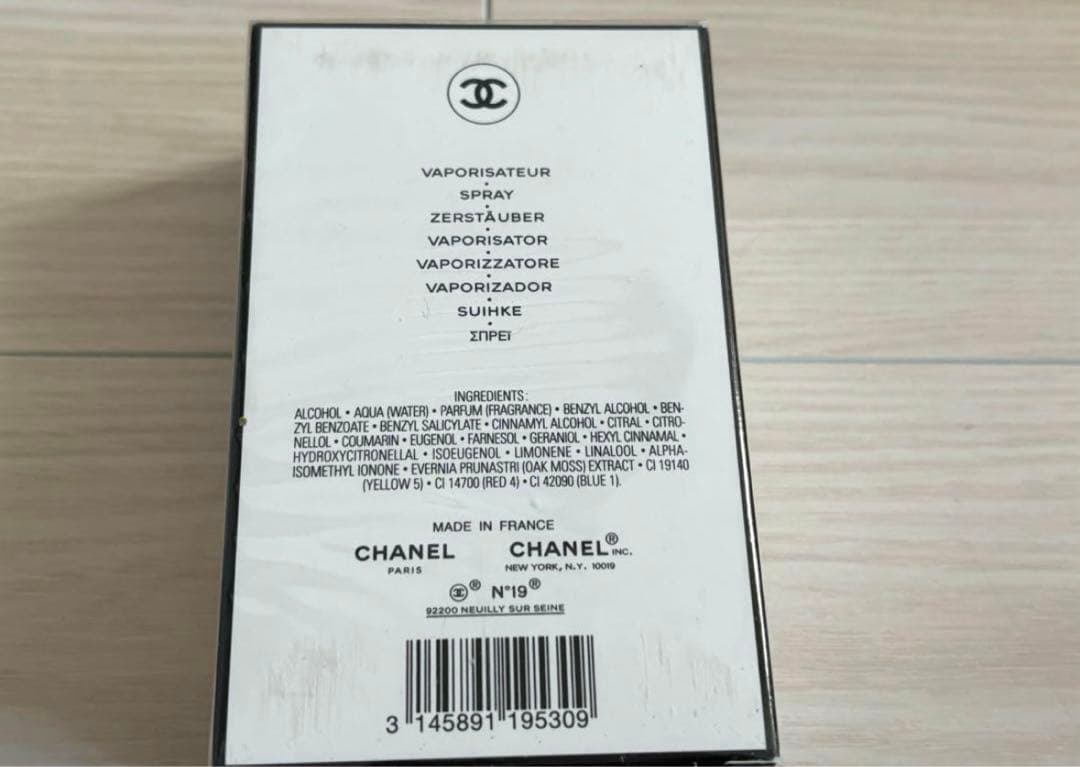 VAPORISATEUR
•
SPRAY
•
ZERSTÄUBER
•
VAPORISATOR
•
VAPORIZZATORE
•
VAPORIZADOR
•
SUIHKE
•
ΣΠΡΕΪ
INGREDIENTS:
ALCOHOL • AQUA (WATER) • PARFUM (FRAGRANCE) • BENZYL ALCOHOL • BEN-
ZYL BENZOATE • BENZYL SALICYLATE • CINNAMYL ALCOHOL • CITRAL • CITRO-
NELLOL • COUMARIN • EUGENOL • FARNESOL • GERANIOL • HEXYL CINNAMAL •
HYDROXYCITRONELLAL • ISOEUGENOL • LIMONENE • LINALOOL • ALPHA-
ISOMETHYL IONONE • EVERNIA PRUNASTRI (OAK MOSS) EXTRACT • CI 19140
(YELLOW 5) • CI 14700 (RED 4) • CI 42090 (BLUE 1).
MADE IN FRANCE
CHANEL CHANEL® INC.
PARIS NEW YORK, N.Y. 10019
® N°19®
92200 NEUILLY SUR SEINE
3 145891 195309